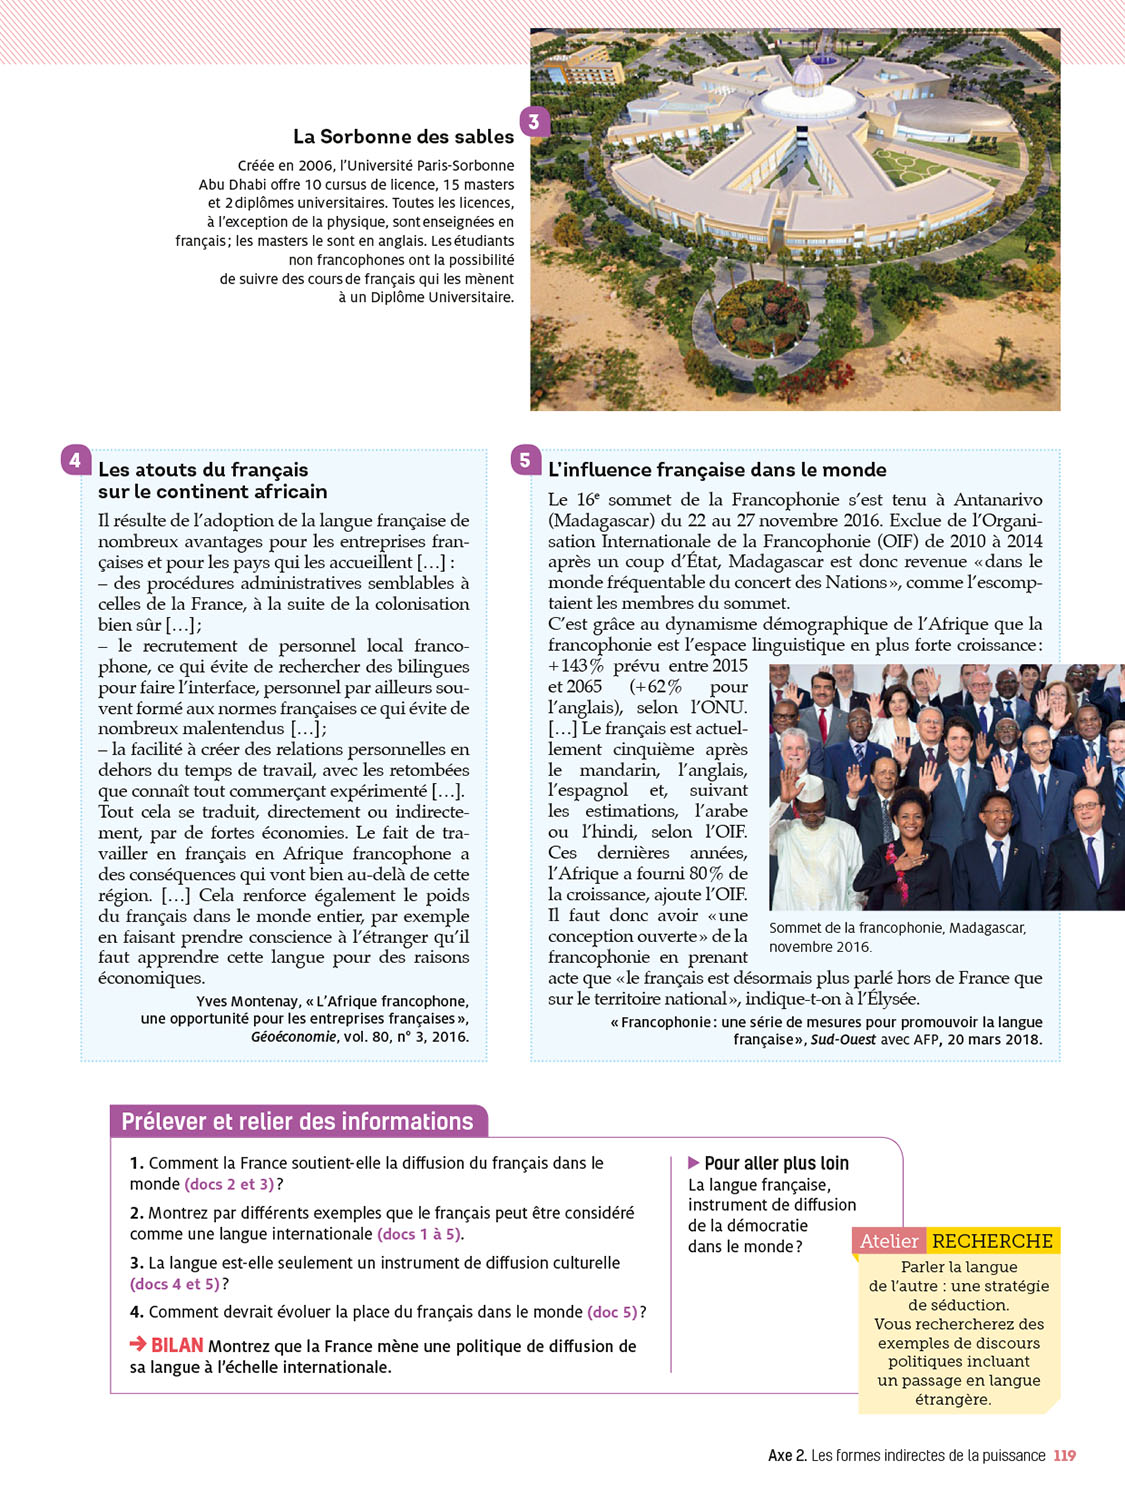 3
La Sorbonne des sables
Créée en 2006, l'Université Paris-Sorbonne
Abu Dhabi offre 10 cursus de licence, 15 masters
et 2 diplômes universitaires. Toutes les licences,
à l'exception de la physique, sont enseignées en
français ; les masters le sont en anglais. Les étudiants
non francophones ont la possibilité
de suivre des cours de français qui les mènent
à un Diplôme Universitaire.
4
Les atouts du français
sur le continent africain
Il résulte de l'adoption de la langue française de
nombreux avantages pour les entreprises fran-
çaises et pour les pays qui les accueillent [...] :
– des procédures administratives semblables à
celles de la France, à la suite de la colonisation
bien sûr [...] ;
– le recrutement de personnel local franco-
phone, ce qui évite de rechercher des bilingues
pour faire l'interface, personnel par ailleurs sou-
vent formé aux normes françaises ce qui évite de
nombreux malentendus [...] ;
– la facilité à créer des relations personnelles en
dehors du temps de travail, avec les retombées
que connaît tout commerçant expérimenté [...].
Tout cela se traduit, directement ou indirecte-
ment, par de fortes économies. Le fait de tra-
vailler en français en Afrique francophone a
des conséquences qui vont bien au-delà de cette
région. [...] Cela renforce également le poids
du français dans le monde entier, par exemple
en faisant prendre conscience à l'étranger qu'il
faut apprendre cette langue pour des raisons
économiques.
Yves Montenay, « L'Afrique francophone,
une opportunité pour les entreprises françaises »,
Géoéconomie, vol. 80, n° 3, 2016.
5
L'influence française dans le monde
Le 16e sommet de la Francophonie s'est tenu à Antanarivo
(Madagascar) du 22 au 27 novembre 2016. Exclue de l'Organi-
sation Internationale de la Francophonie (OIF) de 2010 à 2014
après un coup d'État, Madagascar est donc revenue « dans le
monde fréquentable du concert des Nations », comme l'escomp-
taient les membres du sommet.
C'est grâce au dynamisme démographique de l'Afrique que la
francophonie est l'espace linguistique en plus forte croissance :
+ 143 % prévu entre 2015
et 2065 (+ 62 % pour
l'anglais), selon l'ONU.
[...] Le français est actuel-
lement cinquième après
le mandarin, l'anglais,
l'espagnol et, suivant
les estimations, l'arabe
ou l'hindi, selon l'OIF.
Ces dernières années,
l'Afrique a fourni 80 % de
la croissance, ajoute l'OIF.
Il faut donc avoir « une
conception ouverte » de la
francophonie en prenant
acte que « le français est désormais plus parlé hors de France que
sur le territoire national », indique-t-on à l'Élysée.
« Francophonie : une série de mesures pour promouvoir la langue
française », Sud-Ouest avec AFP, 20 mars 2018.
Sommet de la francophonie, Madagascar,
novembre 2016.
Prélever et relier des informations
1. Comment la France soutient-elle la diffusion du français dans le
monde (docs 2 et 3) ?
2. Montrez par différents exemples que le français peut être considéré
comme une langue internationale (docs 1 à 5).
3. La langue est-elle seulement un instrument de diffusion culturelle
(docs 4 et 5) ?
4. Comment devrait évoluer la place du français dans le monde (doc 5) ?
→ BILAN Montrez que la France mène une politique de diffusion de
sa langue à l'échelle internationale.
▶ Pour aller plus loin
La langue française,
instrument de diffusion
de la démocratie
dans le monde ?
Atelier RECHERCHE
Parler la langue
de l'autre : une stratégie
de séduction.
Vous rechercherez des
exemples de discours
politiques incluant
un passage en langue
étrangère.
Axe 2. Les formes indirectes de la puissance 119